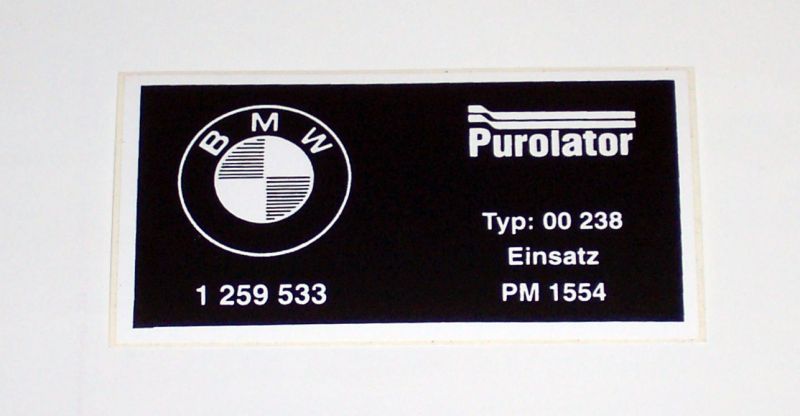 BMW
1 259 533
Purolator
Typ: 00 238
Einsatz
PM 1554